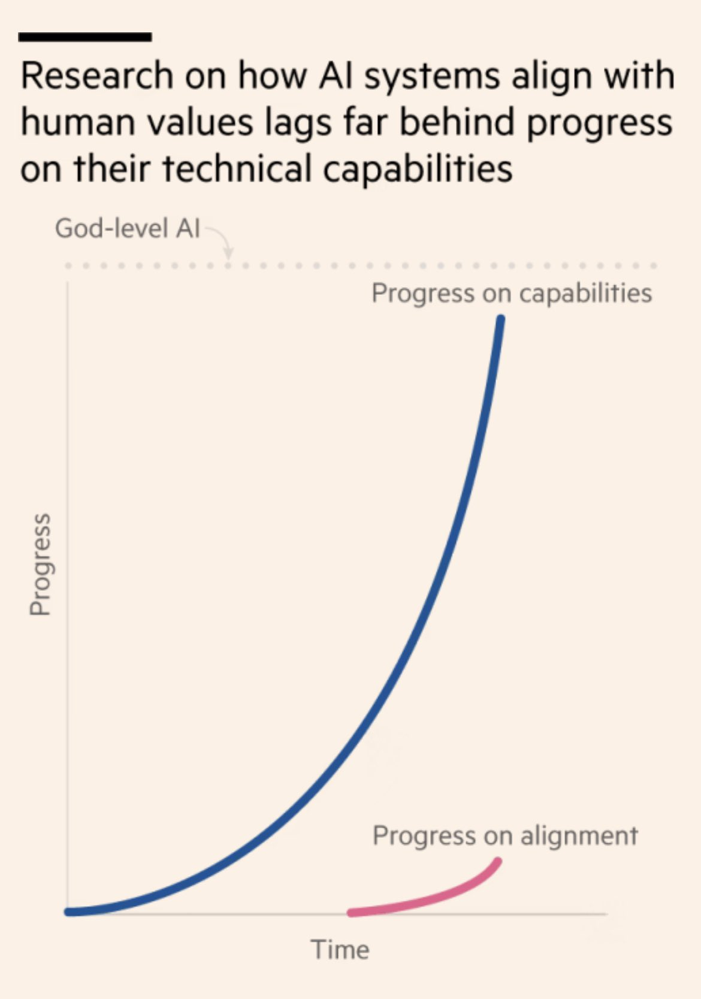 Research on how AI systems align with
human values lags far behind progress
on their technical capabilities
God-level AI
Progress on capabilities
Progress
Progress on alignment
Time